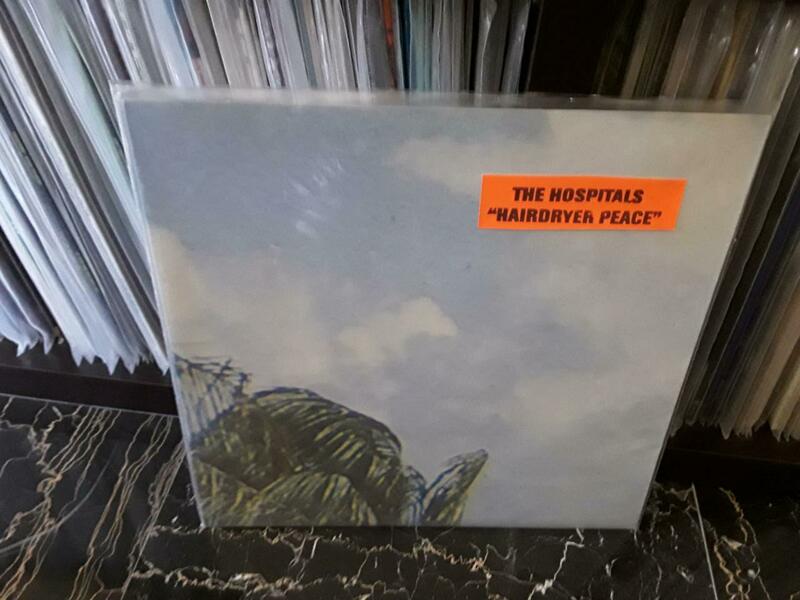 THE HOSPITALS
"HAIRDRYER PEACE"